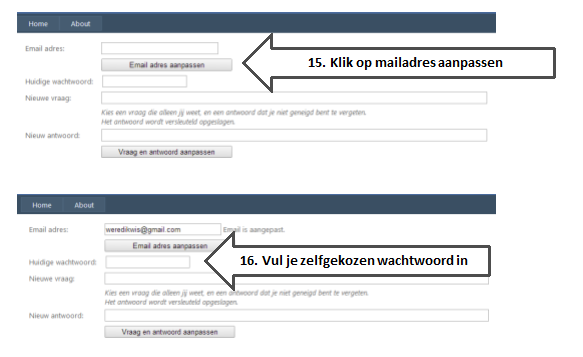 Home About
Email adres:
Email adres aanpassen
15. Klik op mailadres aanpassen
Huidige wachtwoord:
Nieuwe vraag:
Kies een vraag die alleen jij weet, en een antwoord dat je niet geneigd bent te vergeten.
Het antwoord wordt versleuteld opgeslagen.
Nieuw antwoord:
Vraag en antwoord aanpassen
Home About
Email adres: weredikwis@gmail.com Email is aangepast.
Email adres aanpassen
Huidige wachtwoord:
16. Vul je zelfgekozen wachtwoord in
Nieuwe vraag:
Kies een vraag die alleen jij weet, en een antwoord dat je niet geneigd bent te vergeten.
Het antwoord wordt versleuteld opgeslagen.
Nieuw antwoord:
Vraag en antwoord aanpassen